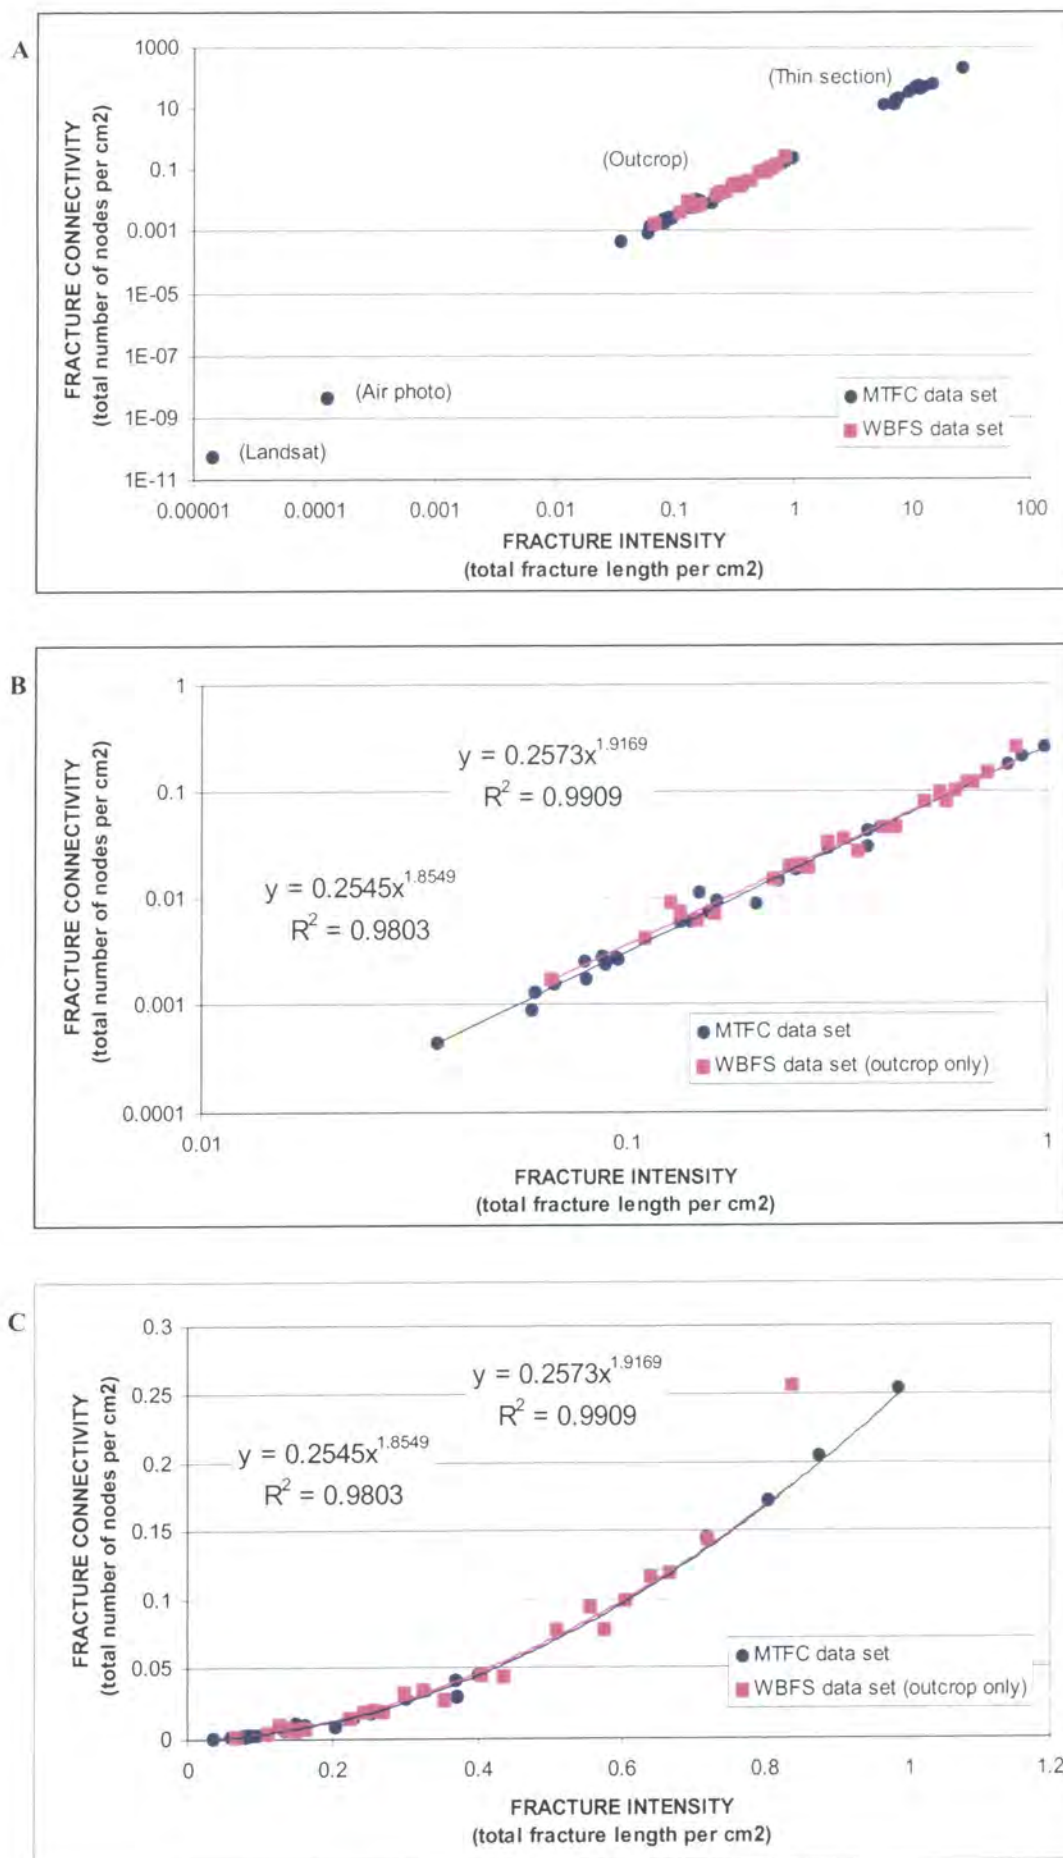 A
FRACTURE CONNECTIVITY
(total number of nodes per cm2)
1000
10
0.1
0.001
1E-05
1E-07
1E-09
1E-11
(Thin section)
(Outcrop)
(Air photo)
(Landsat)
MTFC data set
WBFS data set
0.00001 0.0001 0.001 0.01 0.1 1 10 100
FRACTURE INTENSITY
(total fracture length per cm2)
B
FRACTURE CONNECTIVITY
(total number of nodes per cm2)
1
0.1
0.01
0.001
0.0001
y = 0.2573x^1.9169
R² = 0.9909
y = 0.2545x^1.8549
R² = 0.9803
MTFC data set
WBFS data set (outcrop only)
0.01 0.1 1
FRACTURE INTENSITY
(total fracture length per cm2)
C
FRACTURE CONNECTIVITY
(total number of nodes per cm2)
0.3
0.25
0.2
0.15
0.1
0.05
0
y = 0.2573x^1.9169
R² = 0.9909
y = 0.2545x^1.8549
R² = 0.9803
MTFC data set
WBFS data set (outcrop only)
0 0.2 0.4 0.6 0.8 1 1.2
FRACTURE INTENSITY
(total fracture length per cm2)